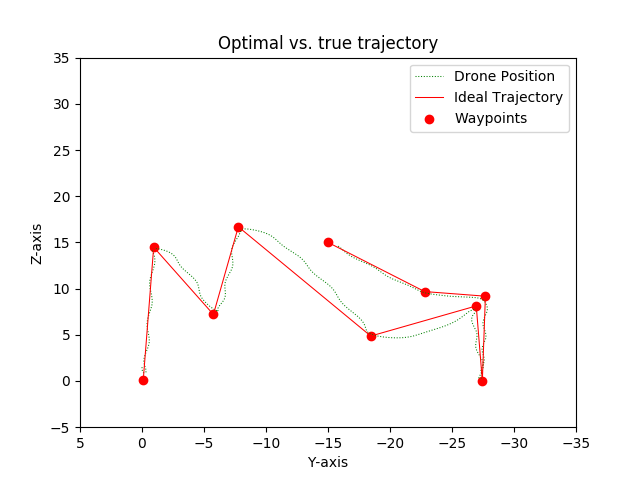 Optimal vs. true trajectory
Drone Position
Ideal Trajectory
Waypoints
Z-axis
35
30
25
20
15
10
5
0
−5
5 0 −5 −10 −15 −20 −25 −30 −35
Y-axis